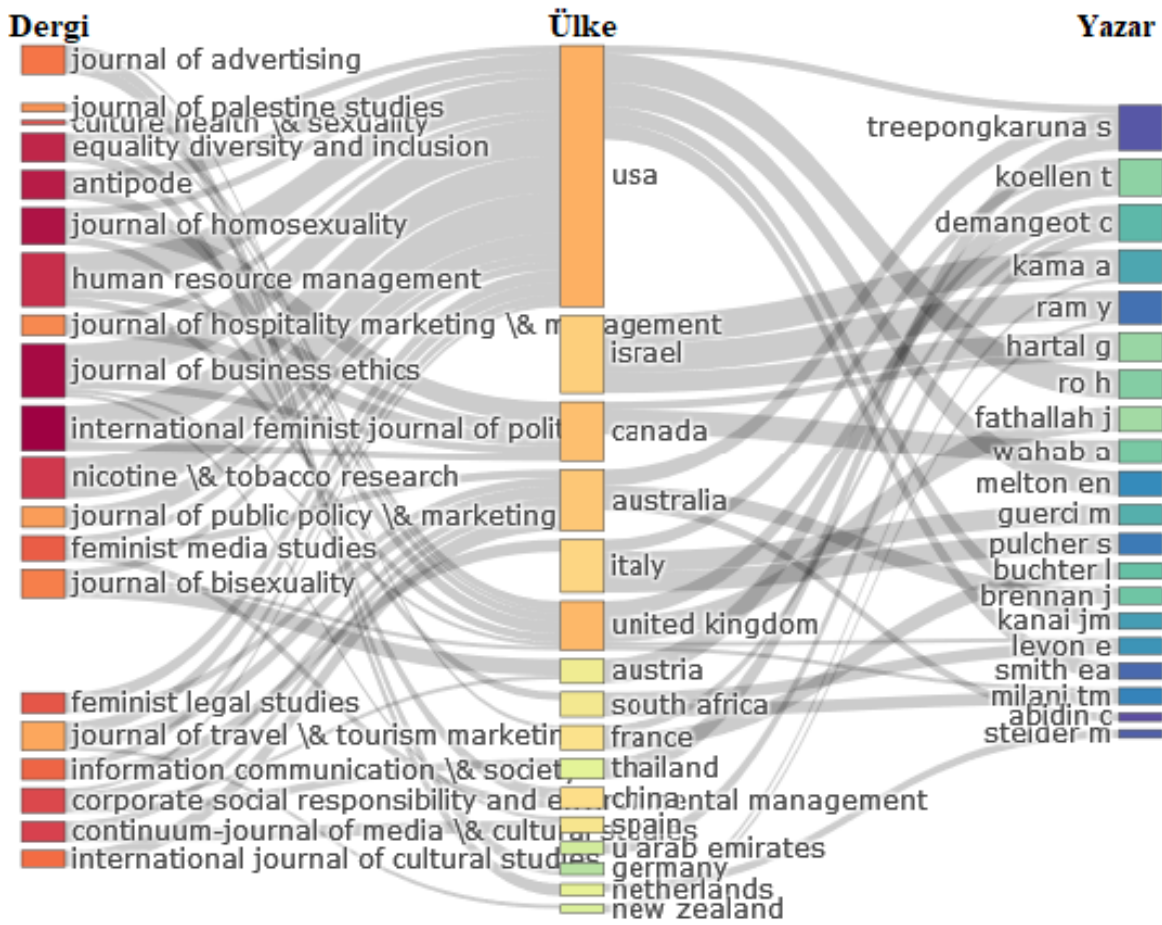 Dergi
Ülke
Yazar
journal of advertising
journal of palestine studies
culture health \& sexuality
equality diversity and inclusion
antipode
journal of homosexuality
human resource management
journal of hospitality marketing \& management
journal of business ethics
international feminist journal of polit
nicotine \& tobacco research
journal of public policy \& marketing
feminist media studies
journal of bisexuality
feminist legal studies
journal of travel \& tourism marketin
information communication \& society
corporate social responsibility and environmental management
continuum-journal of media \& cultural studies
international journal of cultural studies
usa
israel
canada
australia
italy
united kingdom
austria
south africa
france
thailand
china
spain
u arab emirates
germany
netherlands
new zealand
treepongkaruna s
koellen t
demangeot c
kama a
ram y
hartal g
ro h
fathallah j
wahab a
melton en
guerci m
pulcher s
buchter l
brennan j
kanai jm
levon e
smith ea
milani tm
abidin c
steider m